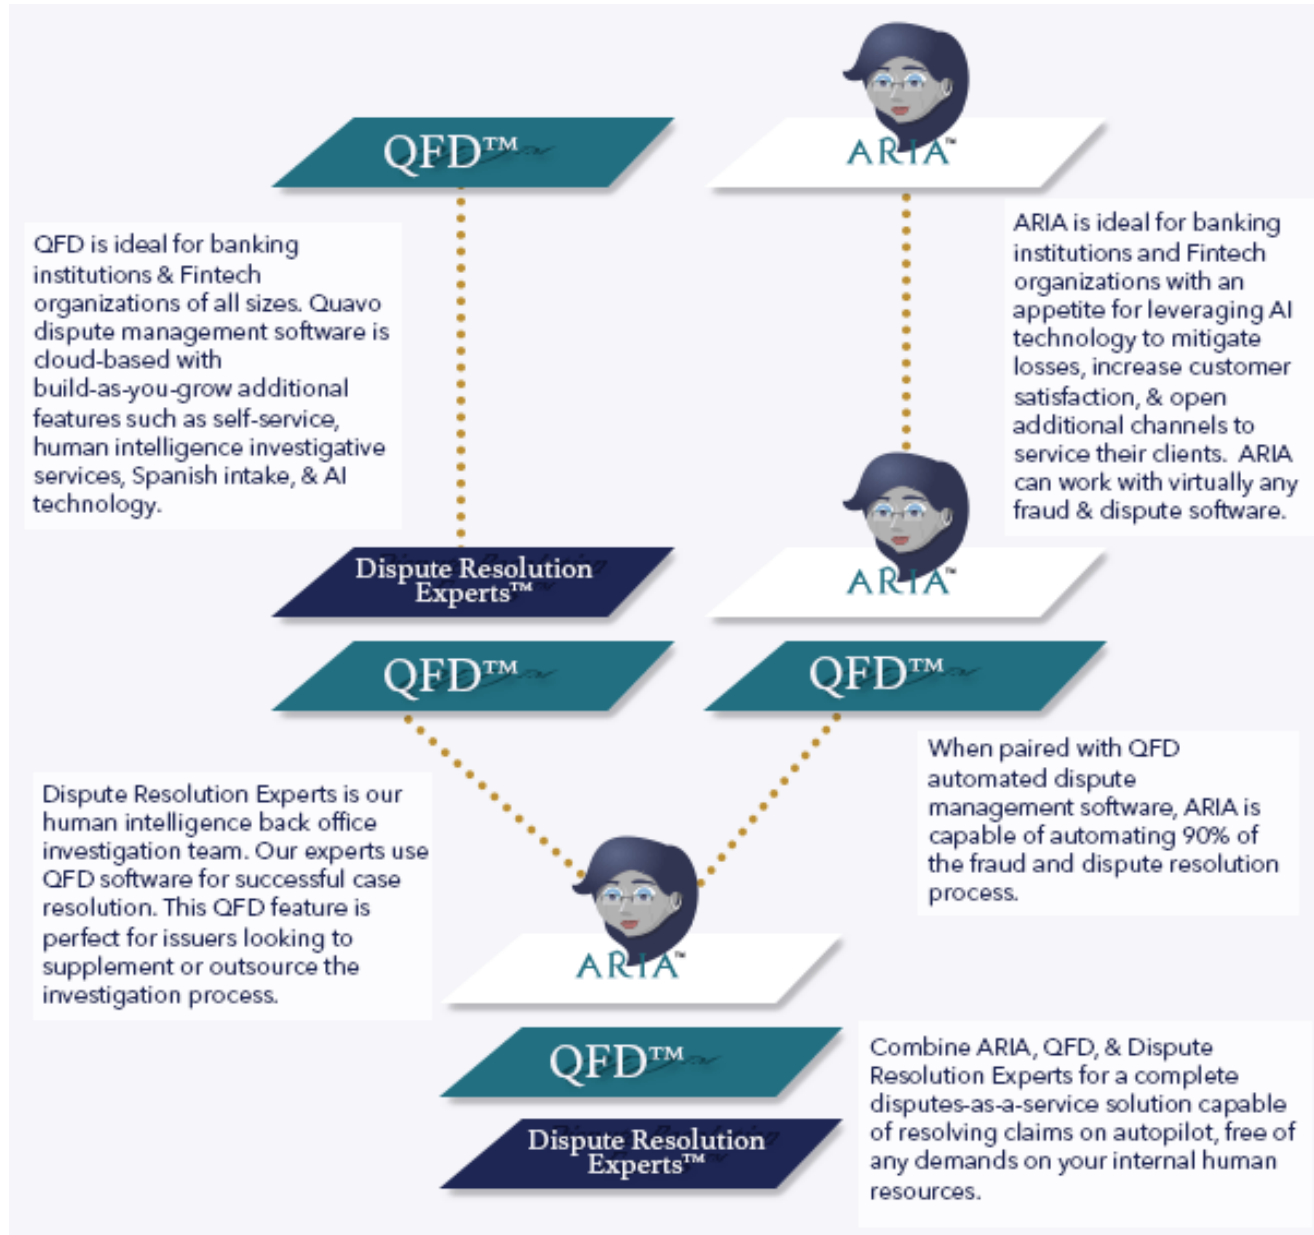 QFD™
ARIA™
QFD is ideal for banking
institutions & Fintech
organizations of all sizes. Quavo
dispute management software is
cloud-based with
build-as-you-grow additional
features such as self-service,
human intelligence investigative
services, Spanish intake, & AI
technology.
ARIA is ideal for banking
institutions and Fintech
organizations with an
appetite for leveraging AI
technology to mitigate
losses, increase customer
satisfaction, & open
additional channels to
service their clients.  ARIA
can work with virtually any
fraud & dispute software.
Dispute Resolution
Experts™
QFD™
ARIA™
QFD™
Dispute Resolution Experts is our
human intelligence back office
investigation team. Our experts use
QFD software for successful case
resolution. This QFD feature is
perfect for issuers looking to
supplement or outsource the
investigation process.
When paired with QFD
automated dispute
management software, ARIA is
capable of automating 90% of
the fraud and dispute resolution
process.
ARIA™
QFD™
Dispute Resolution
Experts™
Combine ARIA, QFD, & Dispute
Resolution Experts for a complete
disputes-as-a-service solution capable
of resolving claims on autopilot, free of
any demands on your internal human
resources.